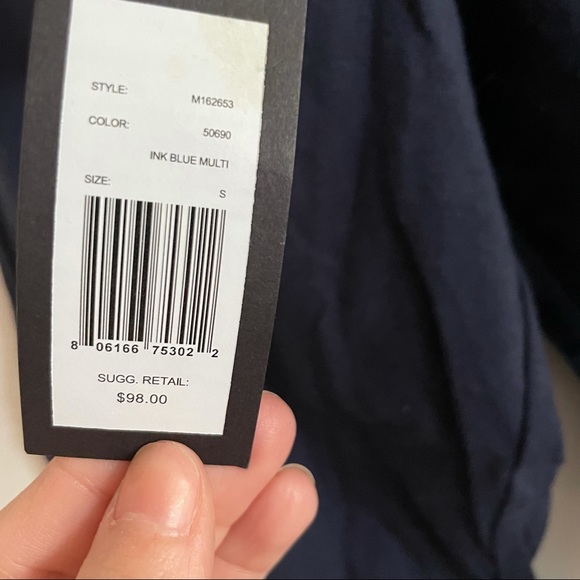 STYLE: M162653
COLOR: 50690
INK BLUE MULTI
SIZE: S
8 06166 75302 2
SUGG. RETAIL:
$98.00